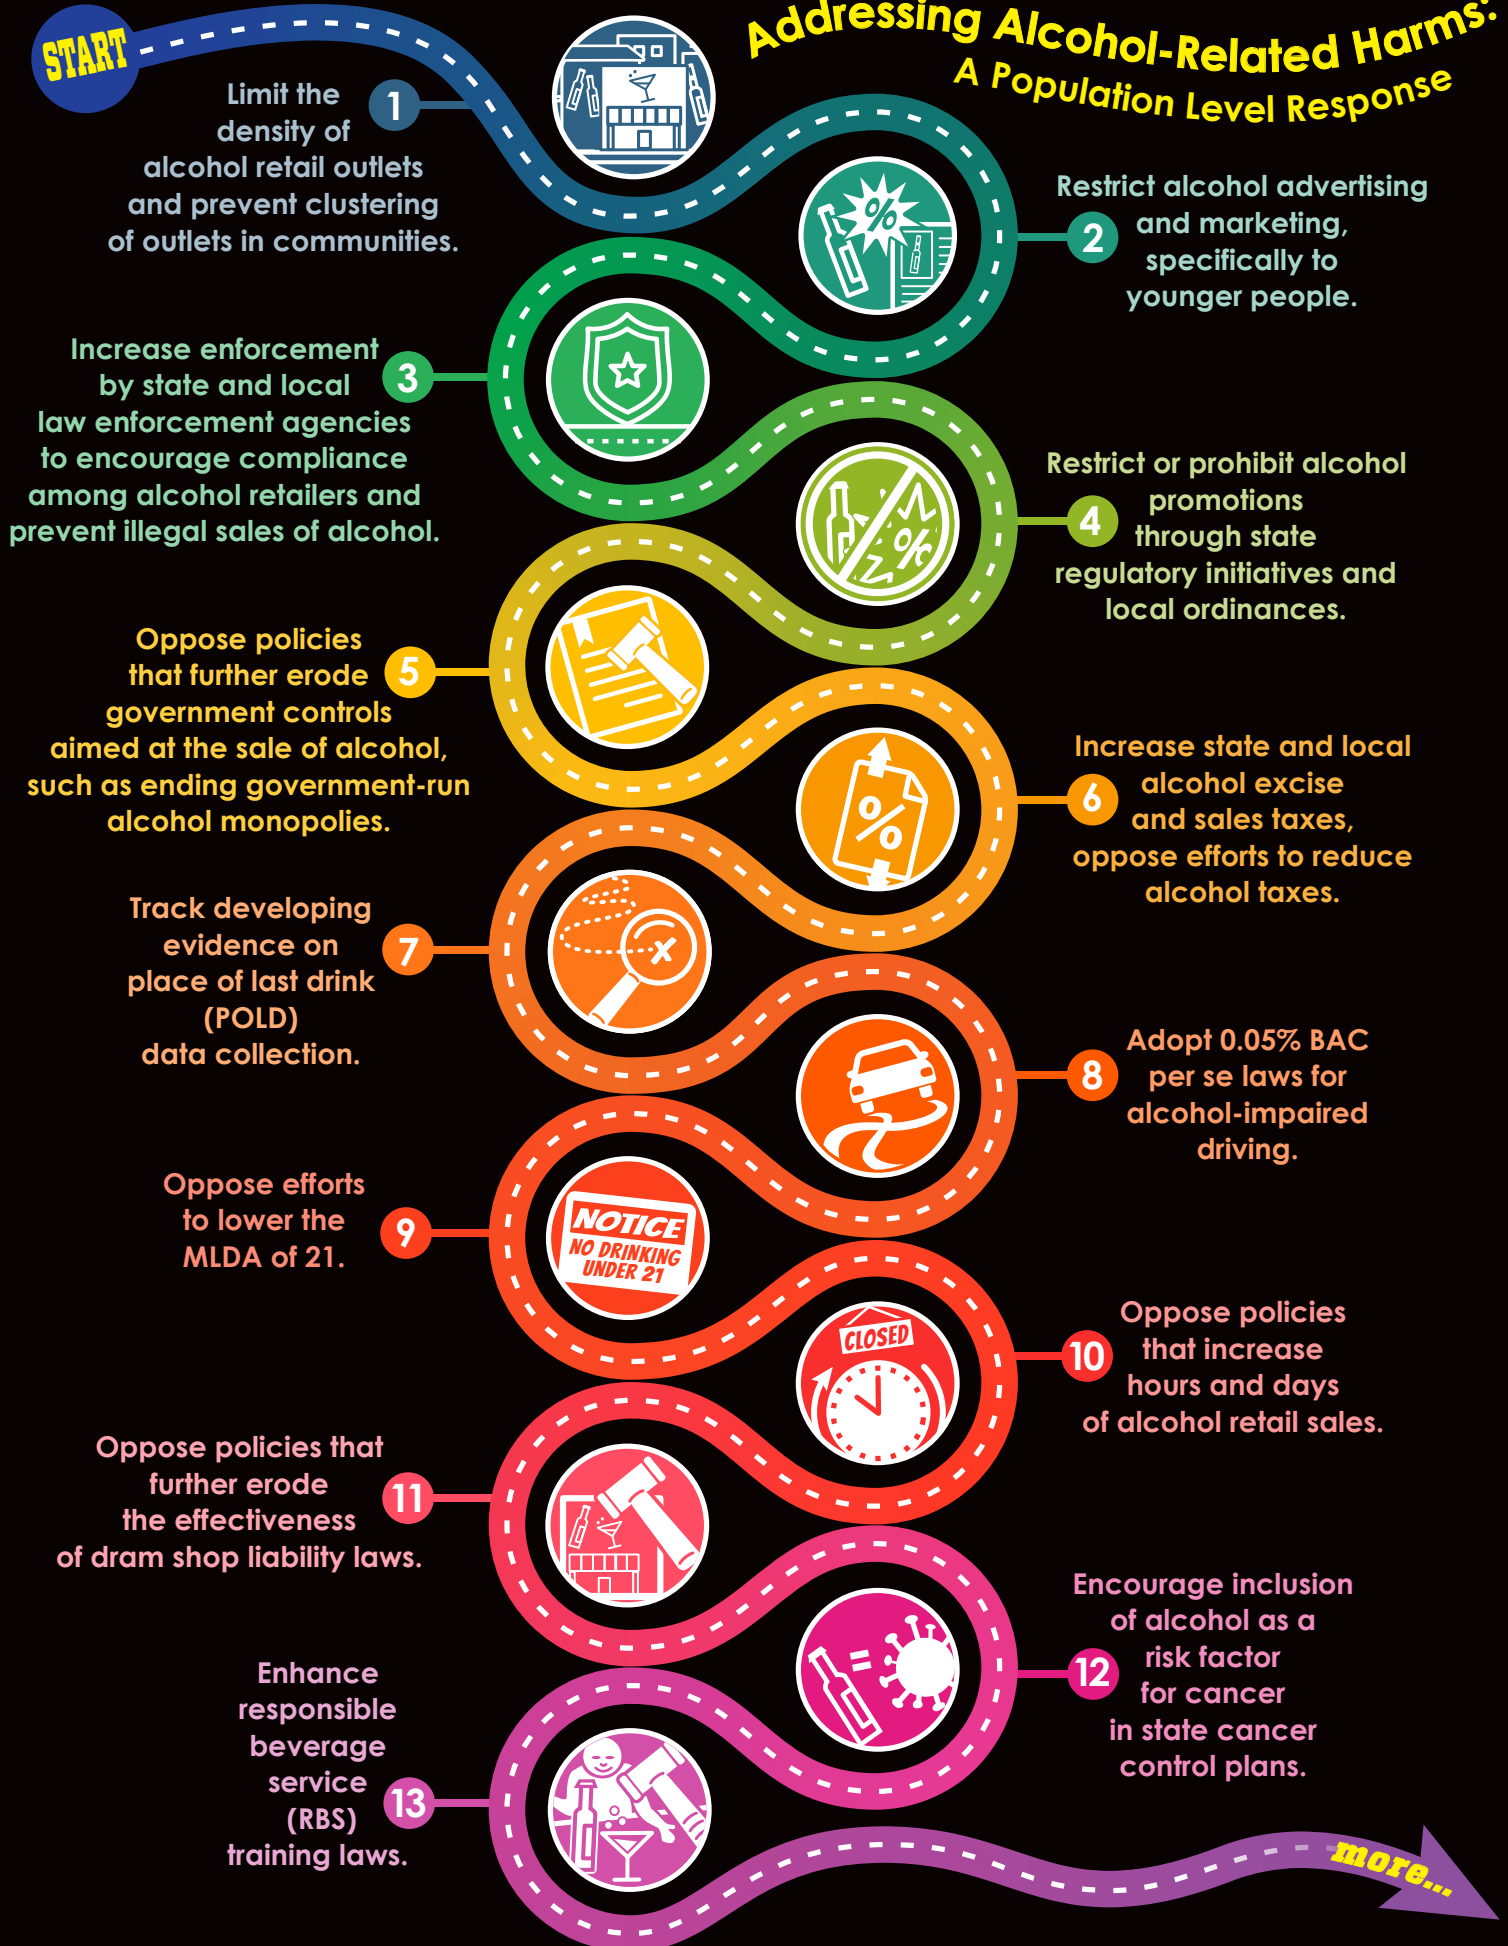 START
Addressing Alcohol-Related Harms:
A Population Level Response
1
Limit the
density of
alcohol retail outlets
and prevent clustering
of outlets in communities.
%
2
Restrict alcohol advertising
and marketing,
specifically to
younger people.
3
Increase enforcement
by state and local
law enforcement agencies
to encourage compliance
among alcohol retailers and
prevent illegal sales of alcohol.
%
4
Restrict or prohibit alcohol
promotions
through state
regulatory initiatives and
local ordinances.
5
Oppose policies
that further erode
government controls
aimed at the sale of alcohol,
such as ending government-run
alcohol monopolies.
%
6
Increase state and local
alcohol excise
and sales taxes,
oppose efforts to reduce
alcohol taxes.
7
Track developing
evidence on
place of last drink
(POLD)
data collection.
x
8
Adopt 0.05% BAC
per se laws for
alcohol-impaired
driving.
9
Oppose efforts
to lower the
MLDA of 21.
NOTICE
NO DRINKING
UNDER 21
CLOSED
10
Oppose policies
that increase
hours and days
of alcohol retail sales.
11
Oppose policies that
further erode
the effectiveness
of dram shop liability laws.
=
12
Encourage inclusion
of alcohol as a
risk factor
for cancer
in state cancer
control plans.
13
Enhance
responsible
beverage
service
(RBS)
training laws.
more...